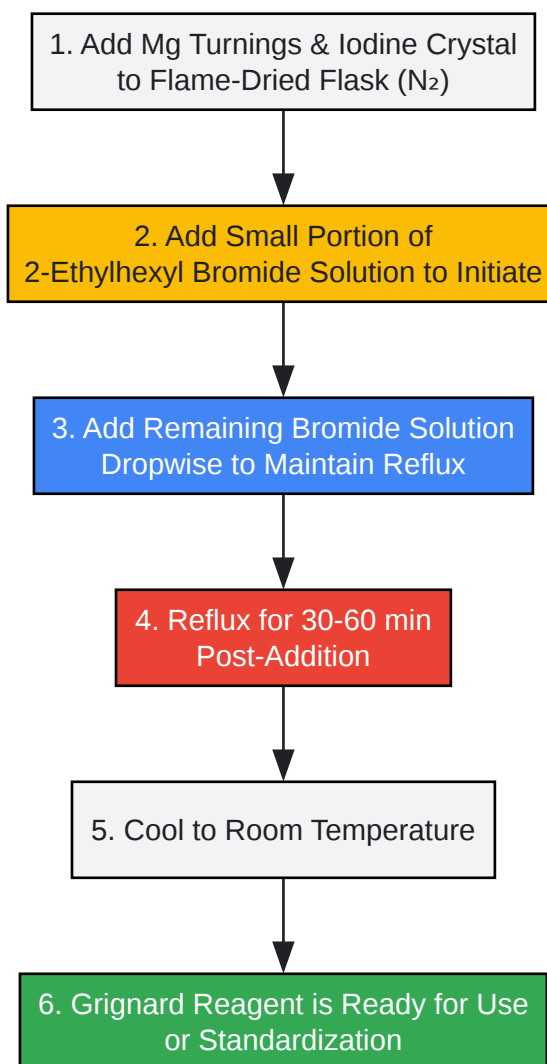 1. Add Mg Turnings & Iodine Crystal
to Flame-Dried Flask (N₂)
2. Add Small Portion of
2-Ethylhexyl Bromide Solution to Initiate
3. Add Remaining Bromide Solution
Dropwise to Maintain Reflux
4. Reflux for 30-60 min
Post-Addition
5. Cool to Room Temperature
6. Grignard Reagent is Ready for Use
or Standardization